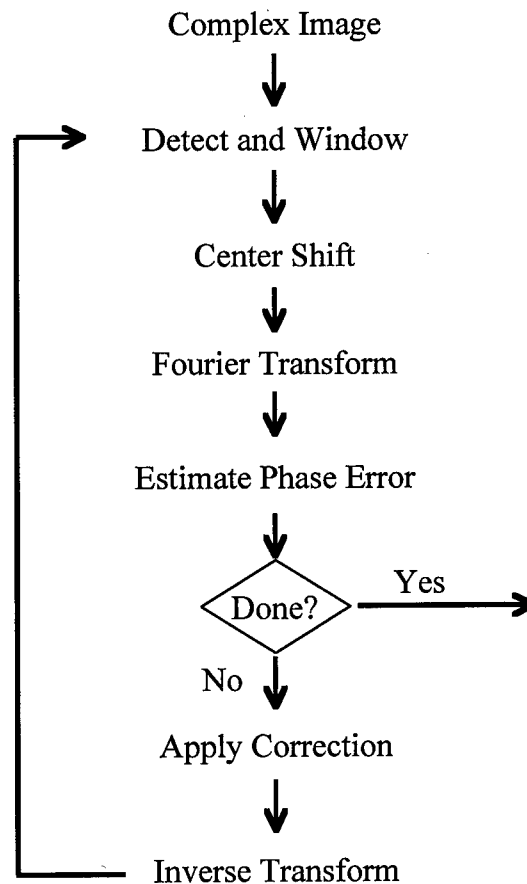 Complex Image
Detect and Window
Center Shift
Fourier Transform
Estimate Phase Error
Done?
Yes
No
Apply Correction
Inverse Transform